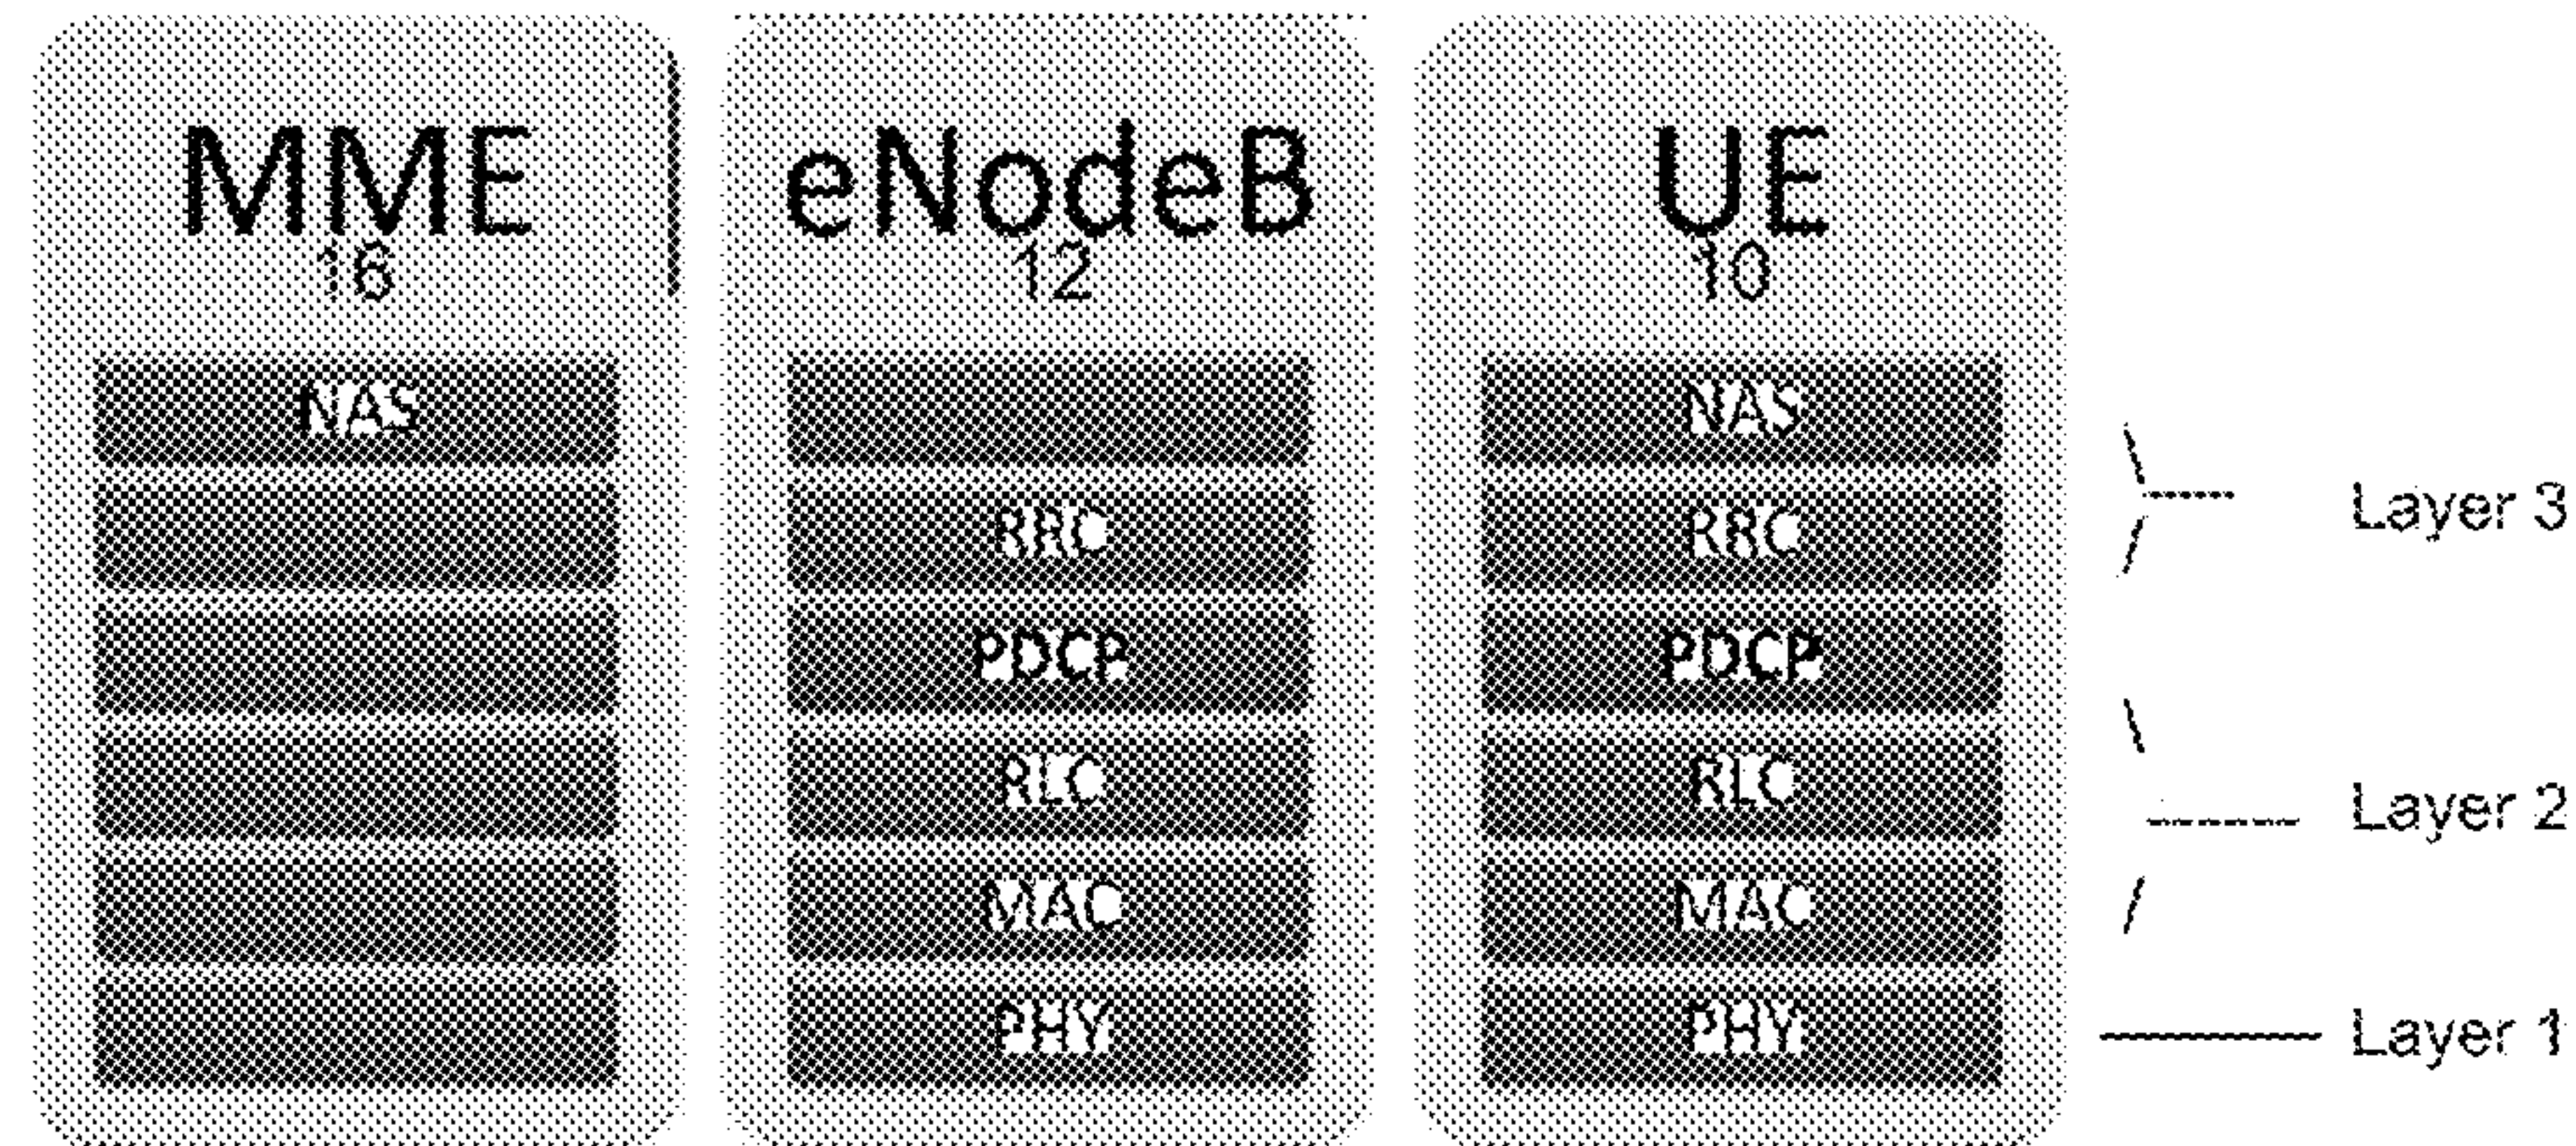 MME eNodeB UE
16 12 10
NAS NAS
RRC RRC Layer 3
PDCP PDCP
RLC RLC Layer 2
MAC MAC
PHY PHY Layer 1